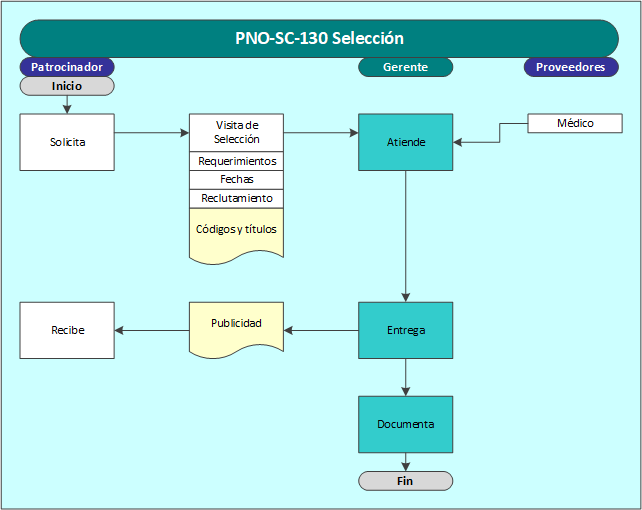 PNO-SC-130 Selección
Patrocinador
Gerente
Proveedores
Inicio
Solicita
Visita de
Selección
Requerimientos
Fechas
Reclutamiento
Códigos y títulos
Atiende
Médico
Recibe
Publicidad
Entrega
Documenta
Fin